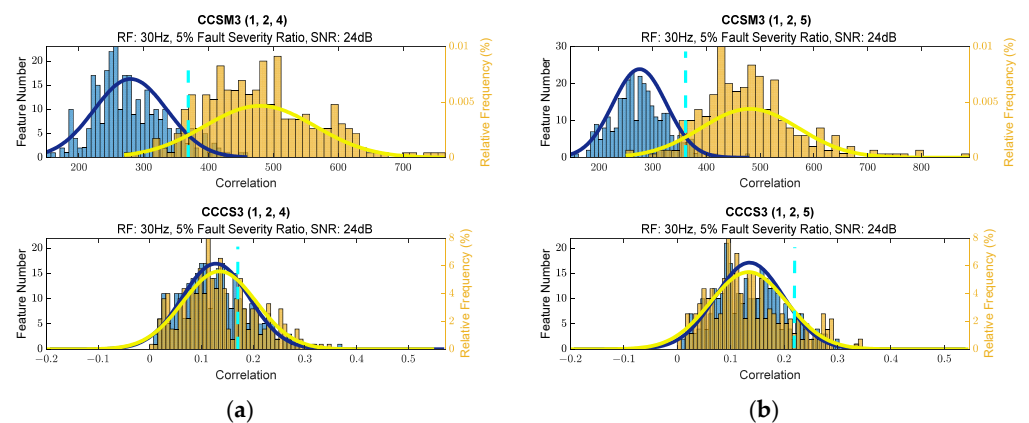 CCSM3 (1, 2, 4)
RF: 30Hz, 5% Fault Severity Ratio, SNR: 24dB
Feature Number
20
15
10
5
0
200 300 400 500 600 700
Correlation
0.01
0.005
0
Relative Frequency (%)
CCSM3 (1, 2, 5)
RF: 30Hz, 5% Fault Severity Ratio, SNR: 24dB
Feature Number
30
20
10
0
200 300 400 500 600 700 800
Correlation
0.01
0.005
0
Relative Frequency (%)
CCCS3 (1, 2, 4)
RF: 30Hz, 5% Fault Severity Ratio, SNR: 24dB
Feature Number
20
15
10
5
0
−0.2 −0.1 0 0.1 0.2 0.3 0.4 0.5
Correlation
8
6
4
2
0
Relative Frequency (%)
CCCS3 (1, 2, 5)
RF: 30Hz, 5% Fault Severity Ratio, SNR: 24dB
Feature Number
20
15
10
5
0
−0.2 −0.1 0 0.1 0.2 0.3 0.4 0.5
Correlation
8
6
4
2
0
Relative Frequency (%)
(a)
(b)